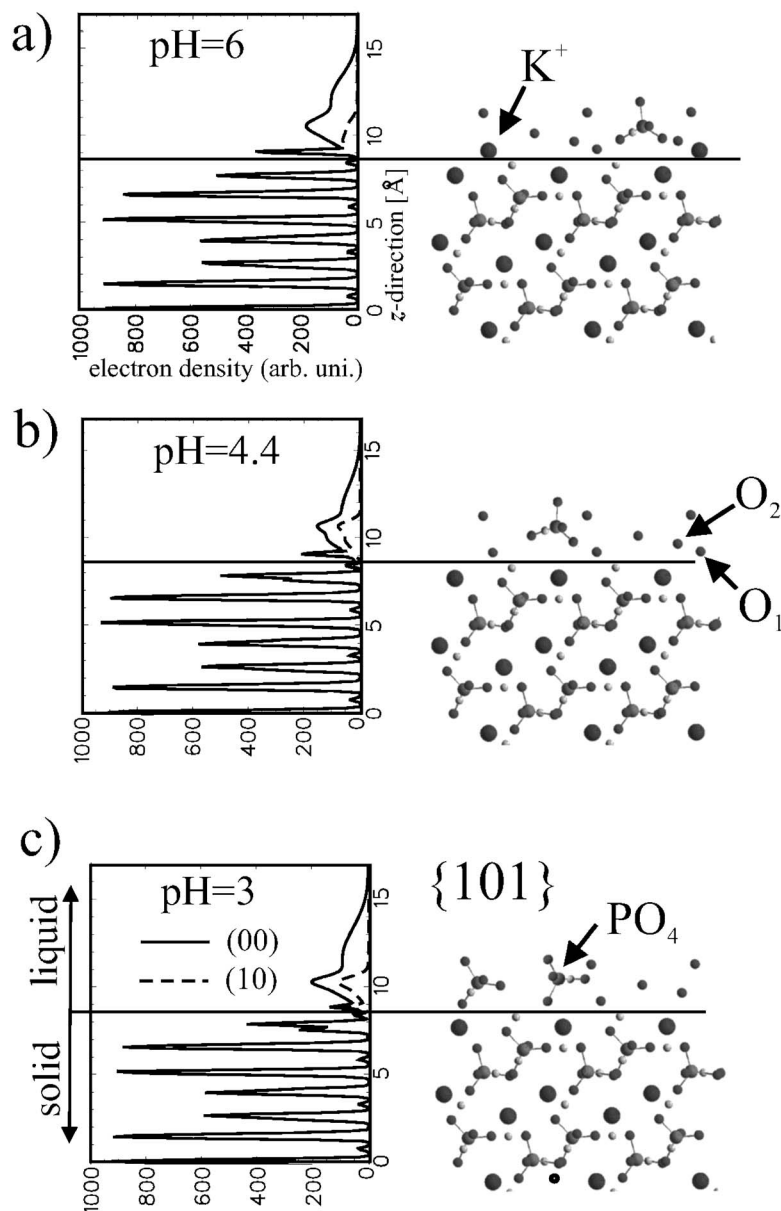 a)
pH=6
K⁺
0
5
10
15
z-direction [Å]
1000
800
600
400
200
0
electron density (arb. uni.)
b)
pH=4.4
O₂
O₁
0
5
10
15
1000
800
600
400
200
0
c)
pH=3
{101}
PO₄
(00)
(10)
liquid
solid
0
5
10
15
1000
800
600
400
200
0